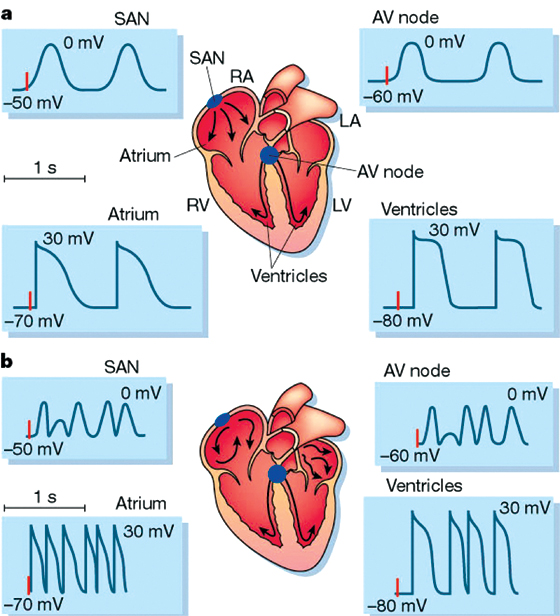 a
SAN
0 mV
–50 mV
AV node
0 mV
–60 mV
SAN
RA
LA
Atrium
AV node
RV
LV
Ventricles
1 s
Atrium
30 mV
–70 mV
Ventricles
30 mV
–80 mV
b
SAN
0 mV
–50 mV
AV node
0 mV
–60 mV
1 s
Atrium
30 mV
–70 mV
Ventricles
30 mV
–80 mV